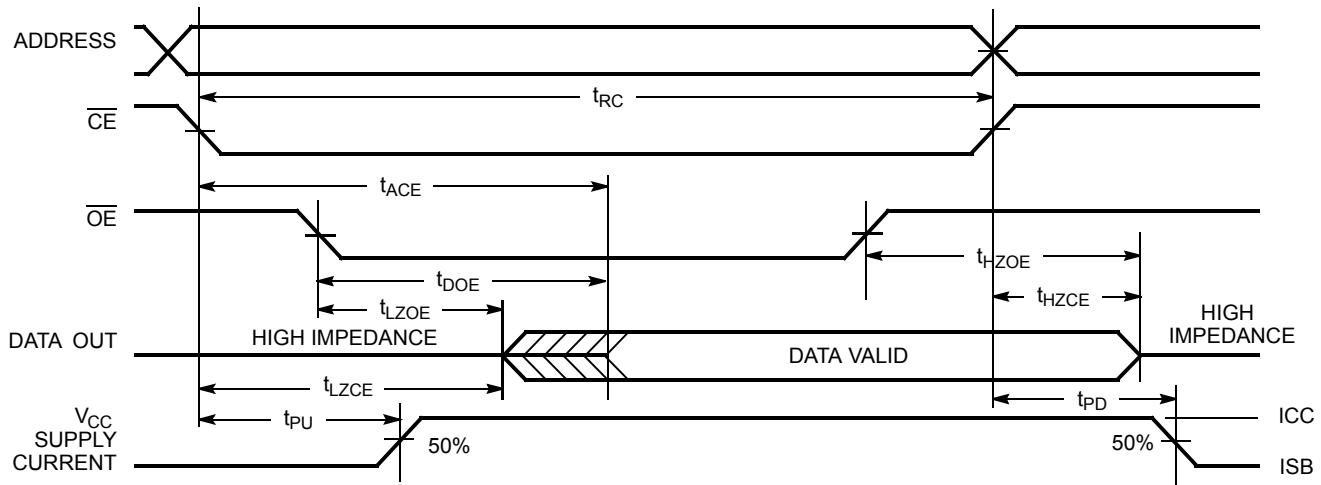 ADDRESS
tRC
CE
tACE
OE
tHZOE
tDOE
tLZOE
tHZCE
DATA OUT
HIGH IMPEDANCE
DATA VALID
HIGH
IMPEDANCE
tLZCE
VCC
SUPPLY
CURRENT
tPU
50%
tPD
50%
ICC
ISB